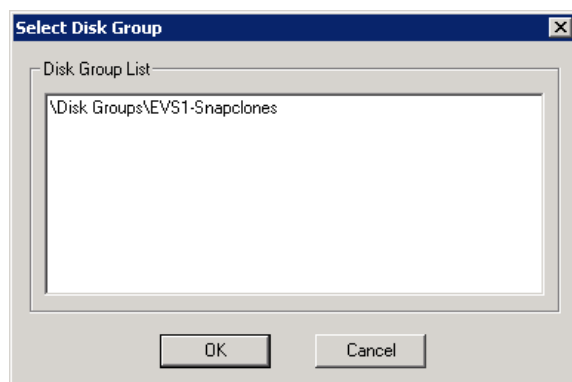 Select Disk Group
Disk Group List
\Disk Groups\EVS1-Snapclones
OK
Cancel